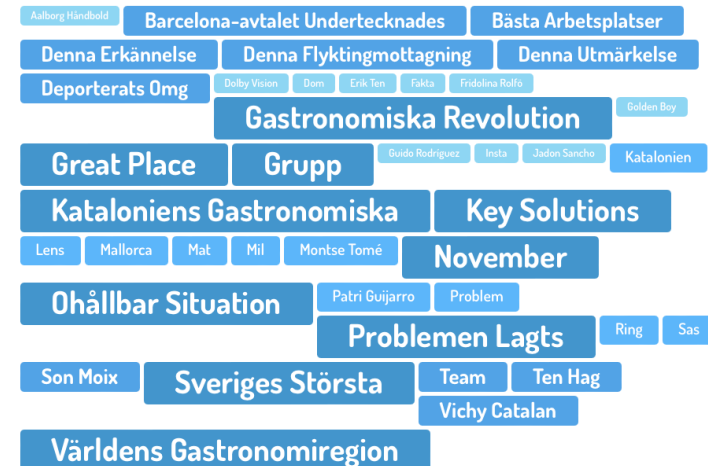 Aalborg Håndbold Barcelona-avtalet Undertecknades Bästa Arbetsplatser
Denna Erkännelse Denna Flyktingmottagning Denna Utmärkelse
Deporterats Omg Dolby Vision Dom Erik Ten Fakta Fridolina Rolfö
Gastronomiska Revolution Golden Boy
Great Place Grupp Guido Rodriguez Insta Jadon Sancho Katalonien
Kataloniens Gastronomiska Key Solutions
Lens Mallorca Mat Mil Montse Tomé November
Ohållbar Situation Patri Guijarro Problem
Problemen Lagts Ring Sas
Son Moix Sveriges Största Team Ten Hag
Vichy Catalan
Världens Gastronomiregion